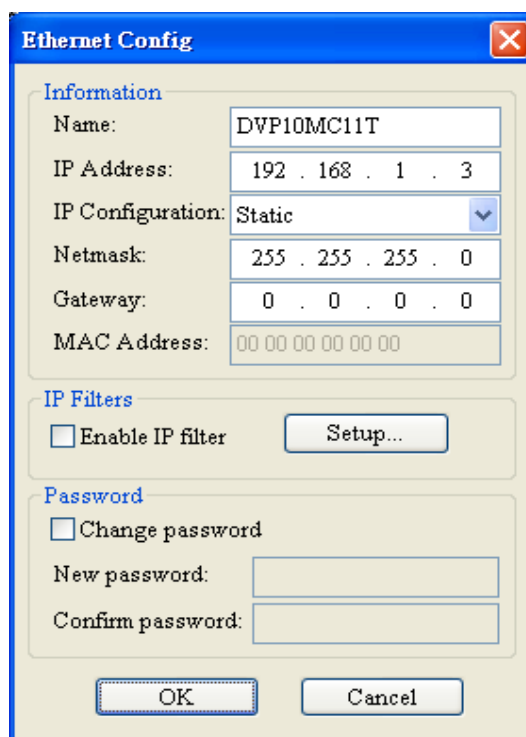 Ethernet Config
Information
Name: DVP10MC11T
IP Address: 192 . 168 . 1 . 3
IP Configuration: Static
Netmask: 255 . 255 . 255 . 0
Gateway: 0 . 0 . 0 . 0
MAC Address: 00 00 00 00 00 00
IP Filters
Enable IP filter Setup...
Password
Change password
New password:
Confirm password:
OK Cancel